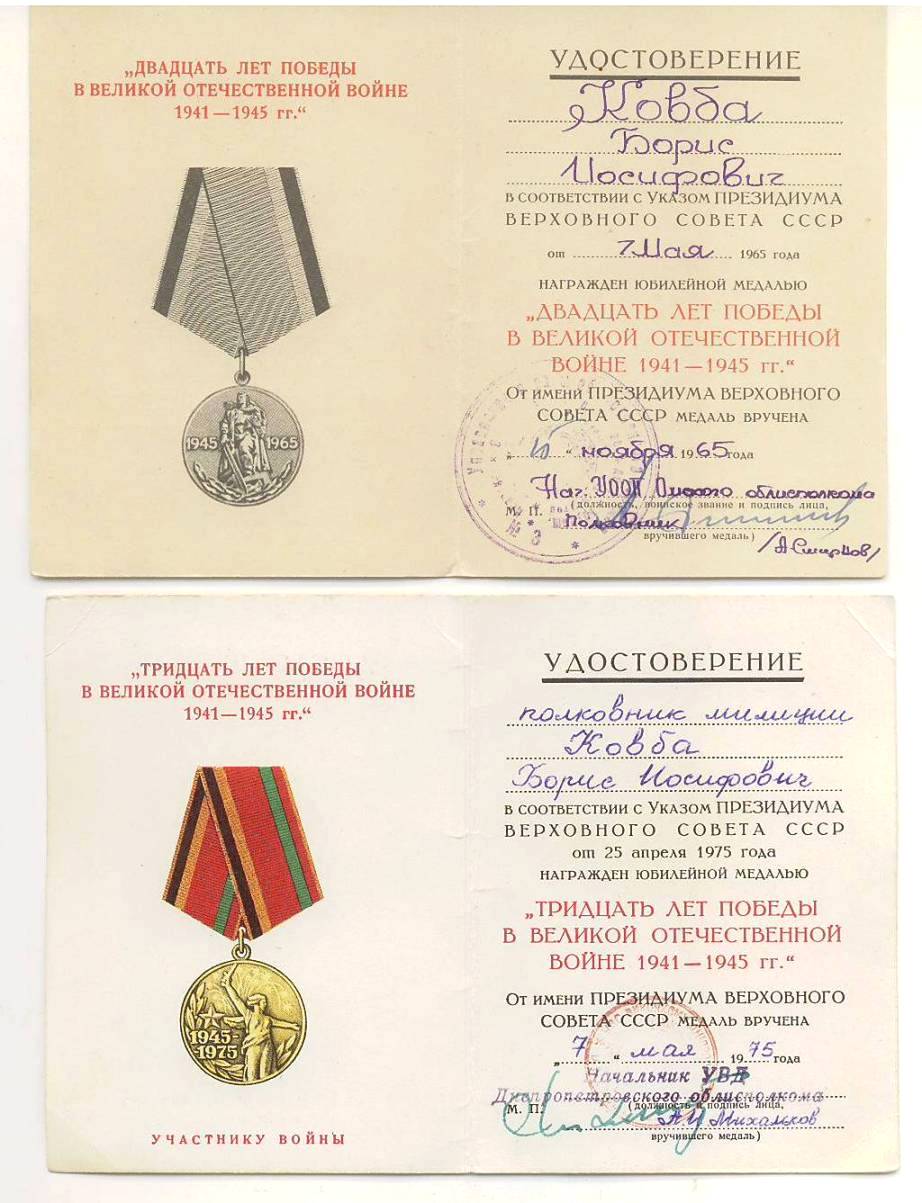 „ДВАДЦАТЬ ЛЕТ ПОБЕДЫ
В ВЕЛИКОЙ ОТЕЧЕСТВЕННОЙ ВОЙНЕ
1941—1945 гг.“
1945 1965
УДОСТОВЕРЕНИЕ
Ковба
Борис
Иосифович
В СООТВЕТСТВИИ С УКАЗОМ ПРЕЗИДИУМА
ВЕРХОВНОГО СОВЕТА СССР
от 7 Мая 1965 года
НАГРАЖДЕН ЮБИЛЕЙНОЙ МЕДАЛЬЮ
„ДВАДЦАТЬ ЛЕТ ПОБЕДЫ
В ВЕЛИКОЙ ОТЕЧЕСТВЕННОЙ
ВОЙНЕ 1941—1945 гг.“
ОТ ИМЕНИ ПРЕЗИДИУМА ВЕРХОВНОГО
СОВЕТА СССР МЕДАЛЬ ВРУЧЕНА
„ “ ноября 1965 года
Нач. УООП Омского облисполкома
М. П. (должность, воинское звание и подпись лица,
полковник
вручившего медаль)
/А Смирнов/
„ТРИДЦАТЬ ЛЕТ ПОБЕДЫ
В ВЕЛИКОЙ ОТЕЧЕСТВЕННОЙ ВОЙНЕ
1941—1945 гг.“
1945-
1975
УЧАСТНИКУ ВОЙНЫ
УДОСТОВЕРЕНИЕ
полковник милиции
Ковба
Борис Иосифович
В СООТВЕТСТВИИ С УКАЗОМ ПРЕЗИДИУМА
ВЕРХОВНОГО СОВЕТА СССР
от 25 апреля 1975 года
НАГРАЖДЕН ЮБИЛЕЙНОЙ МЕДАЛЬЮ
„ТРИДЦАТЬ ЛЕТ ПОБЕДЫ
В ВЕЛИКОЙ ОТЕЧЕСТВЕННОЙ
ВОЙНЕ 1941—1945 гг.“
ОТ ИМЕНИ ПРЕЗИДИУМА ВЕРХОВНОГО
СОВЕТА СССР МЕДАЛЬ ВРУЧЕНА
„7“ мая 1975 года
Начальник УВД
Днепропетровского облисполкома
М. П. (должность и подпись лица,
Михальков
вручившего медаль)